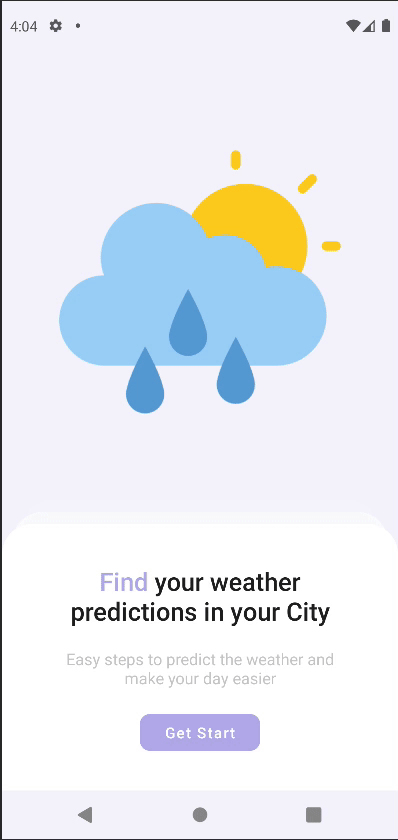 4:04
Find your weather
predictions in your City
Easy steps to predict the weather and
make your day easier
Get Start